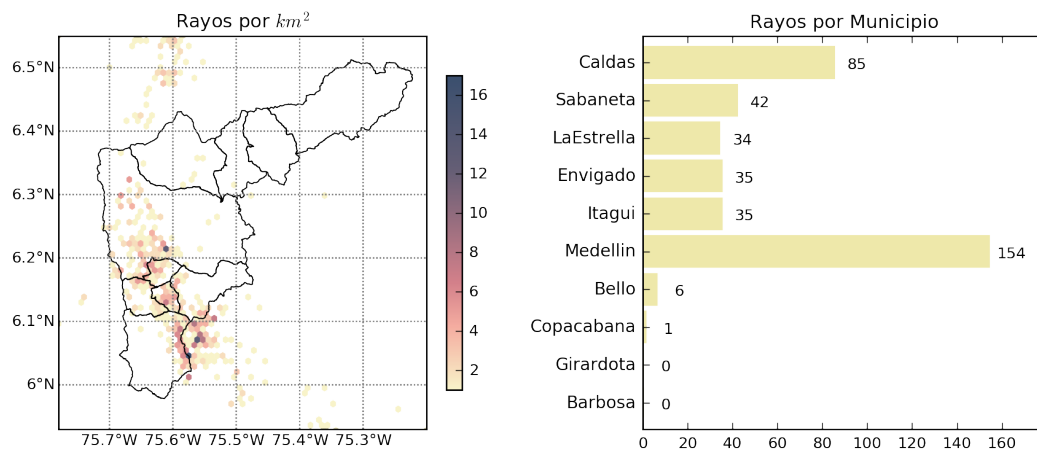 Rayos por km²
6.5°N
6.4°N
6.3°N
6.2°N
6.1°N
6°N
75.7°W 75.6°W 75.5°W 75.4°W 75.3°W
16
14
12
10
8
6
4
2
Rayos por Municipio
Caldas 85
Sabaneta 42
LaEstrella 34
Envigado 35
Itagui 35
Medellin 154
Bello 6
Copacabana 1
Girardota 0
Barbosa 0
0 20 40 60 80 100 120 140 160